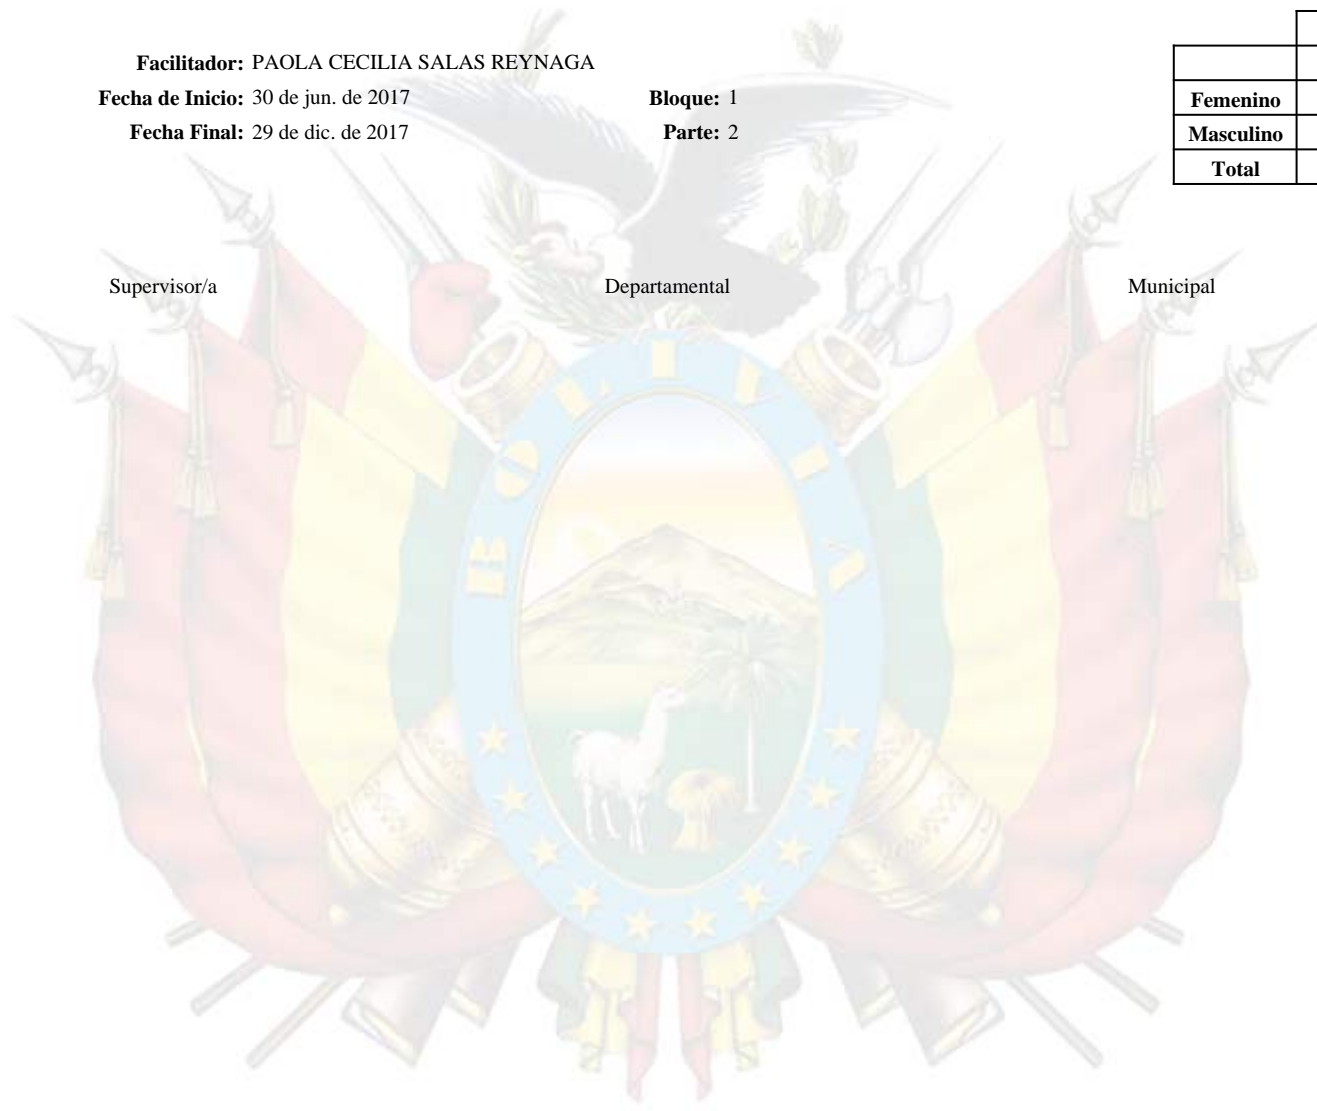 Facilitador: PAOLA CECILIA SALAS REYNAGA
Fecha de Inicio: 30 de jun. de 2017 Bloque: 1
Fecha Final: 29 de dic. de 2017 Parte: 2
Femenino
Masculino
Total
Supervisor/a Departamental Municipal
BOLIVIA